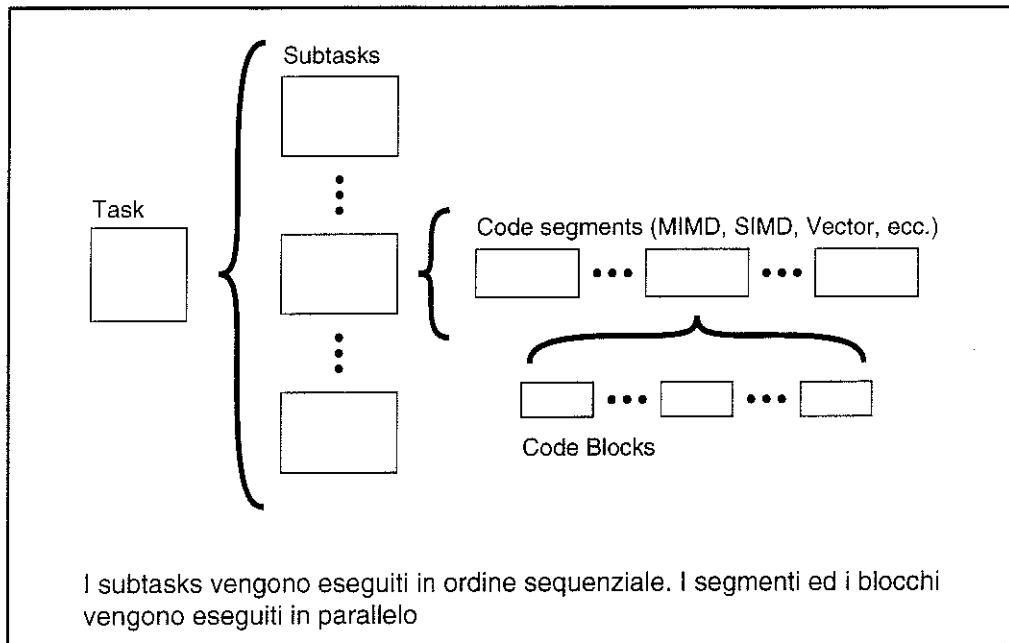 Subtasks
Task
Code segments (MIMD, SIMD, Vector, ecc.)
Code Blocks
I subtasks vengono eseguiti in ordine sequenziale. I segmenti ed i blocchi
vengono eseguiti in parallelo